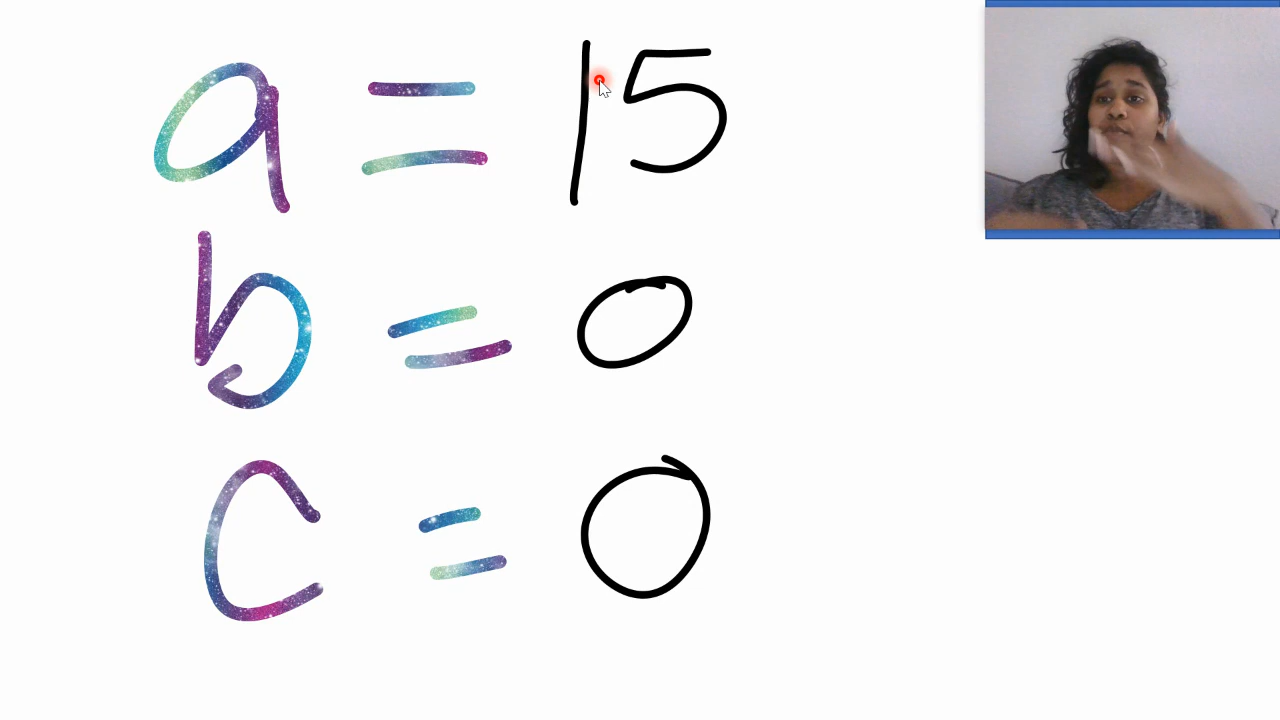 a = 15
b = 0
c = 0